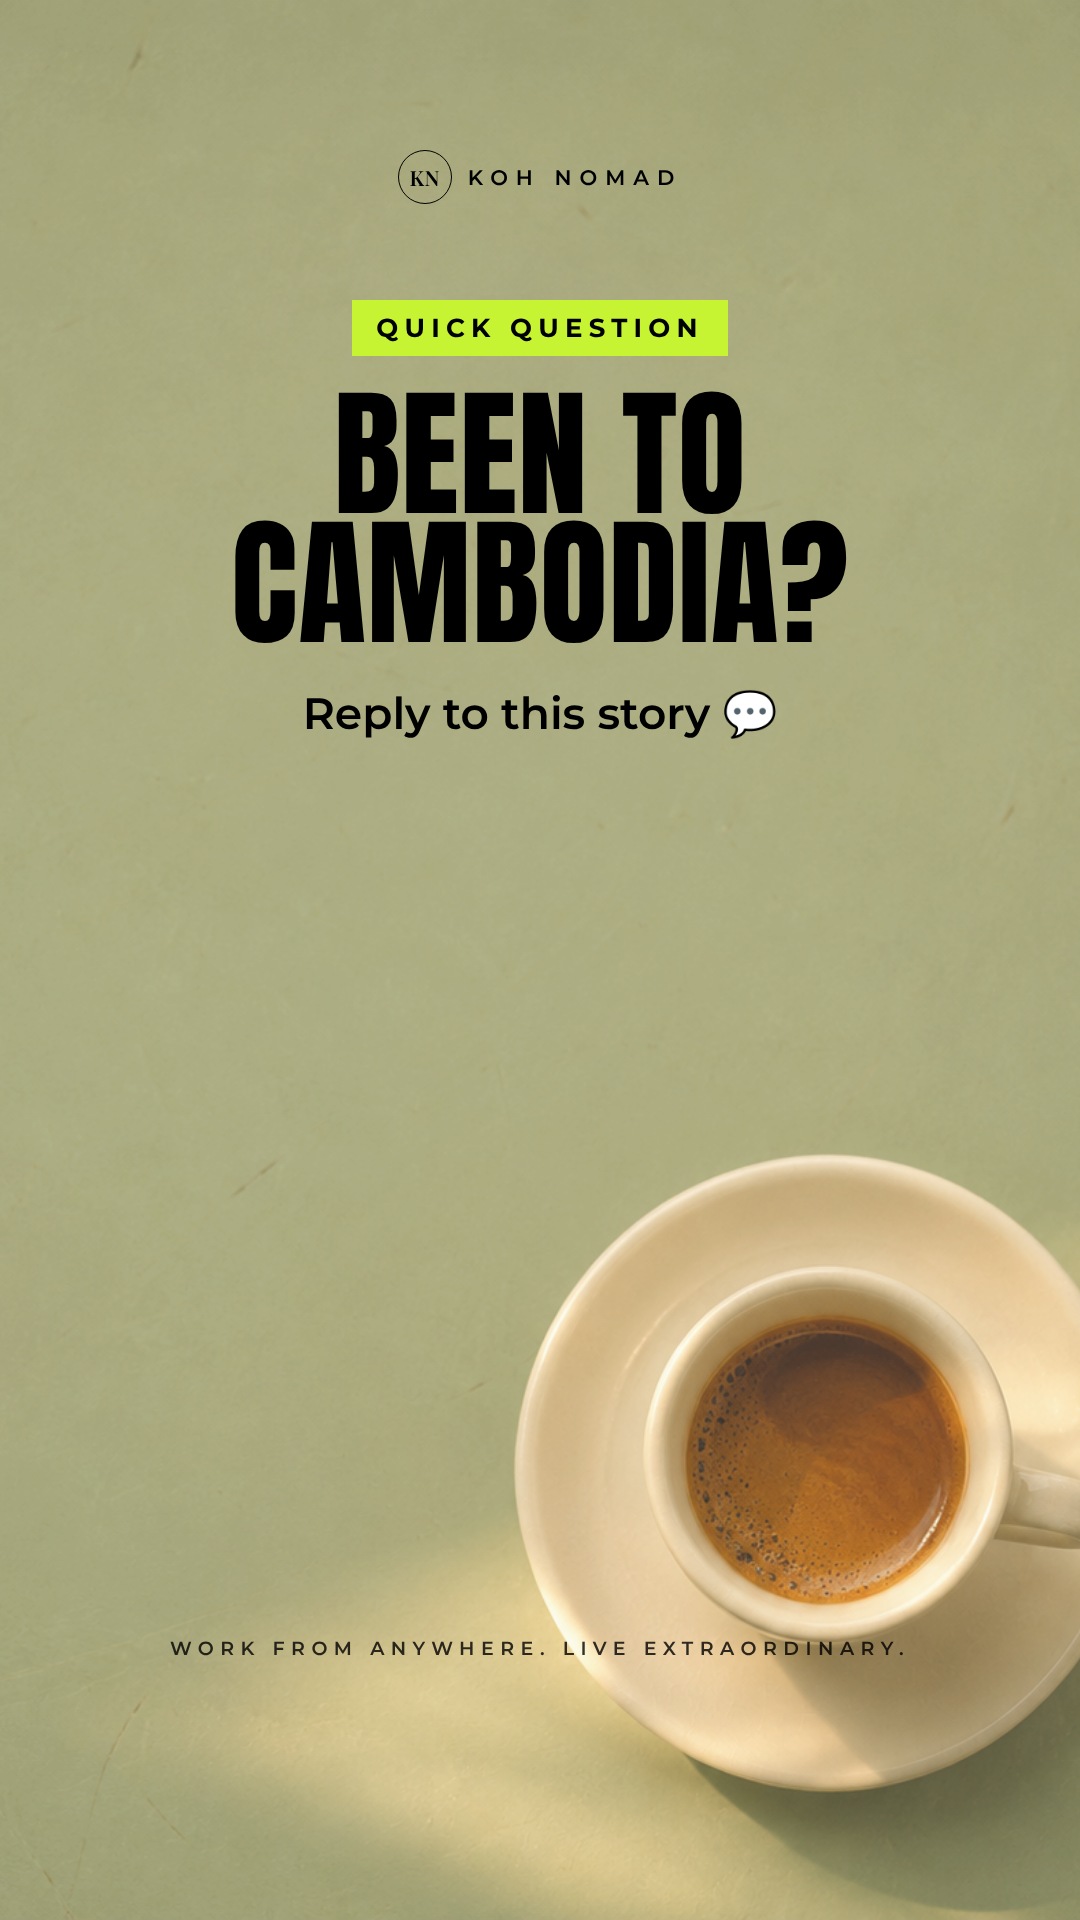 KN KOH NOMAD
QUICK QUESTION
BEEN TO
CAMBODIA?
Reply to this story 💬
WORK FROM ANYWHERE. LIVE EXTRAORDINARY.